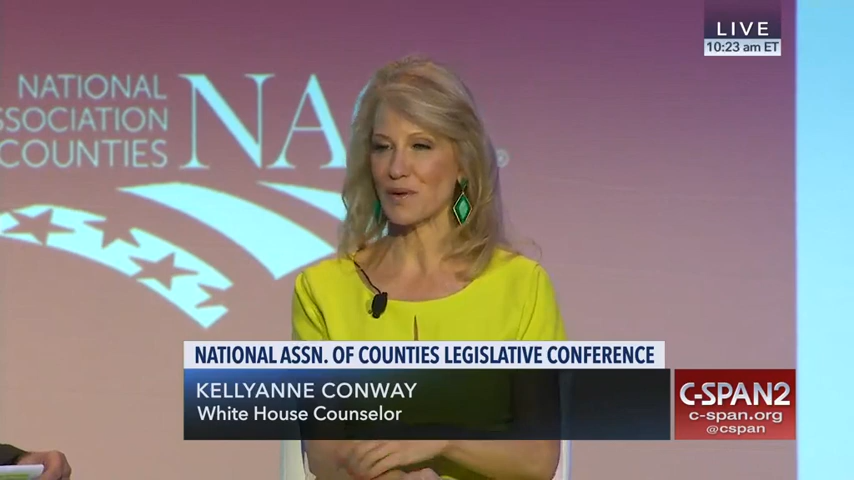 LIVE
10:23 am ET
NATIONAL
ASSOCIATION
COUNTIES
NA
®
NATIONAL ASSN. OF COUNTIES LEGISLATIVE CONFERENCE
KELLYANNE CONWAY
White House Counselor
C-SPAN2
c-span.org
@cspan